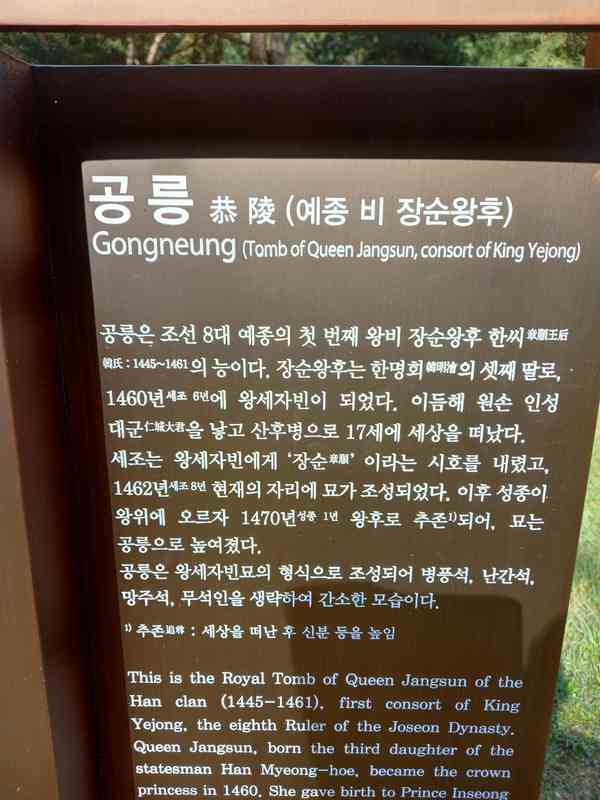 공릉 恭陵 (예종 비 장순왕후)
Gongneung (Tomb of Queen Jangsun, consort of King Yejong)
공릉은 조선 8대 예종의 첫 번째 왕비 장순왕후 한씨章順王后
韓氏 : 1445~1461의 능이다. 장순왕후는 한명회韓明澮의 셋째 딸로,
1460년세조 6년에 왕세자빈이 되었다. 이듬해 원손 인성
대군仁城大君을 낳고 산후병으로 17세에 세상을 떠났다.
세조는 왕세자빈에게 ‘장순章順’ 이라는 시호를 내렸고,
1462년세조 8년 현재의 자리에 묘가 조성되었다. 이후 성종이
왕위에 오르자 1470년성종 1년 왕후로 추존1)되어, 묘는
공릉으로 높여졌다.
공릉은 왕세자빈묘의 형식으로 조성되어 병풍석, 난간석,
망주석, 무석인을 생략하여 간소한 모습이다.
1) 추존追尊 : 세상을 떠난 후 신분 등을 높임
This is the Royal Tomb of Queen Jangsun of the
Han clan (1445-1461), first consort of King
Yejong, the eighth Ruler of the Joseon Dynasty.
Queen Jangsun, born the third daughter of the
statesman Han Myeong-hoe, became the crown
princess in 1460. She gave birth to Prince Inseong